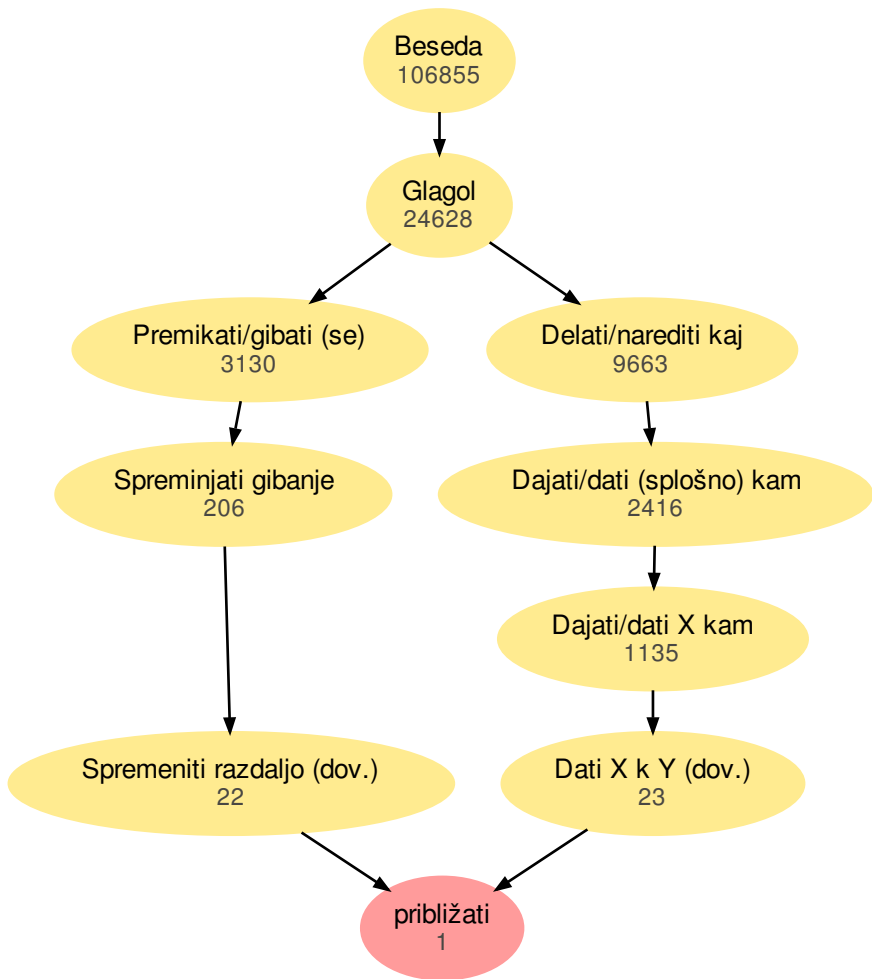 Beseda
106855
Glagol
24628
Premikati/gibati (se)
3130
Delati/narediti kaj
9663
Spreminjati gibanje
206
Dajati/dati (splošno) kam
2416
Dajati/dati X kam
1135
Spremeniti razdaljo (dov.)
22
Dati X k Y (dov.)
23
približati
1